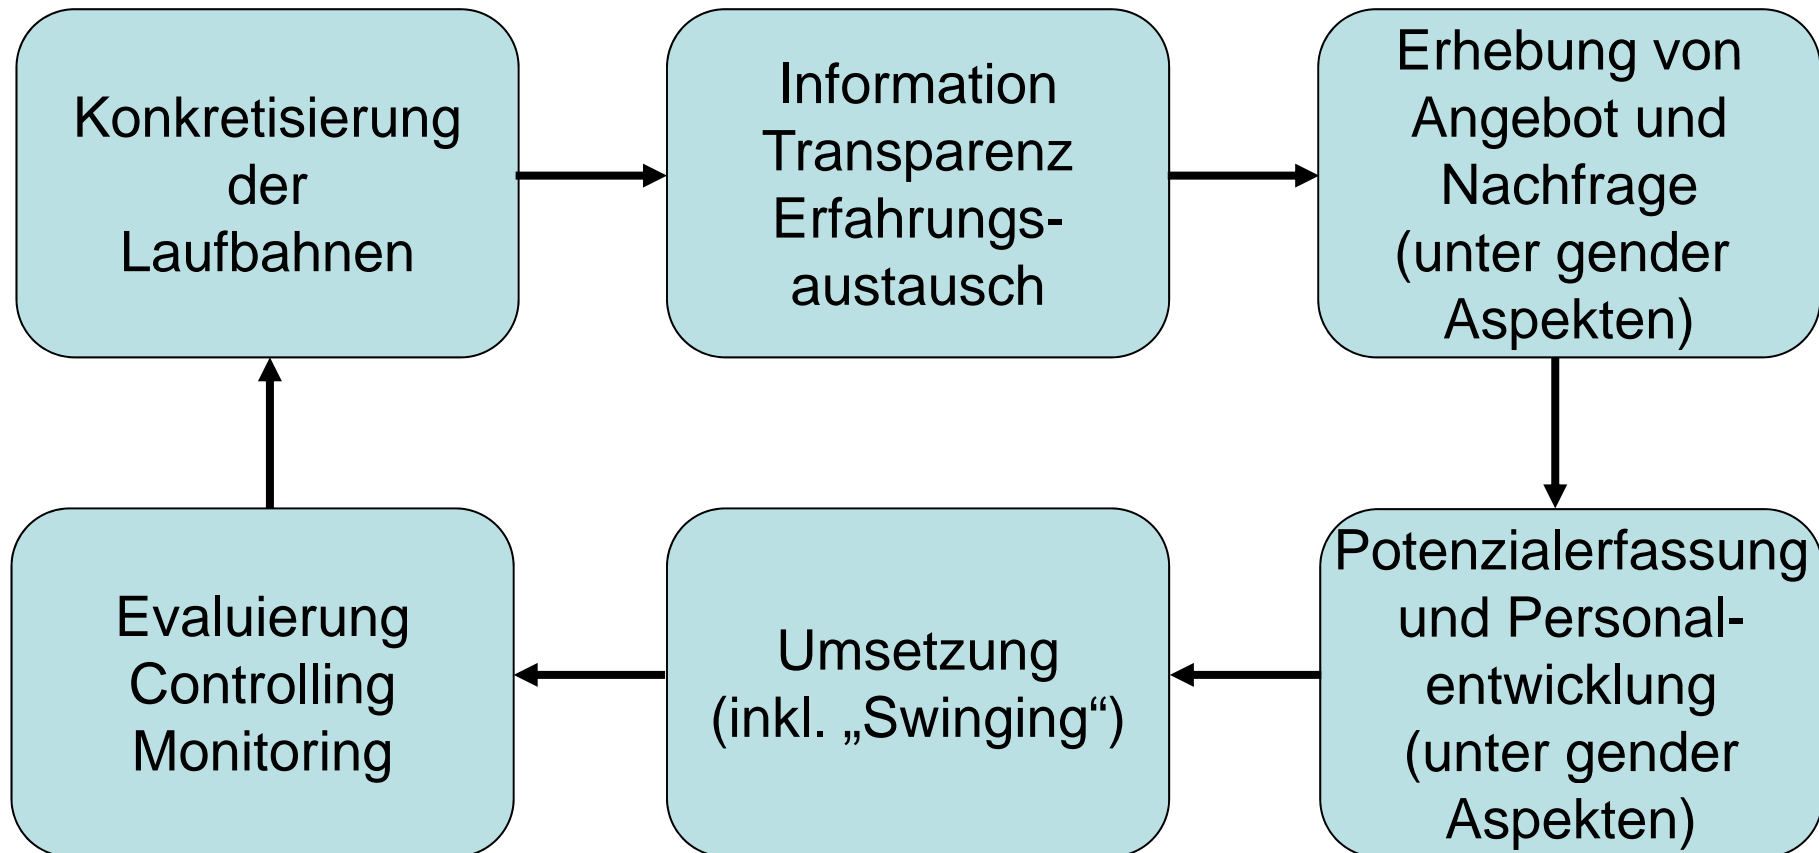 Konkretisierung
der
Laufbahnen
Information
Transparenz
Erfahrungs-
austausch
Erhebung von
Angebot und
Nachfrage
(unter gender
Aspekten)
Potenzialerfassung
und Personal-
entwicklung
(unter gender
Aspekten)
Umsetzung
(inkl. „Swinging“)
Evaluierung
Controlling
Monitoring